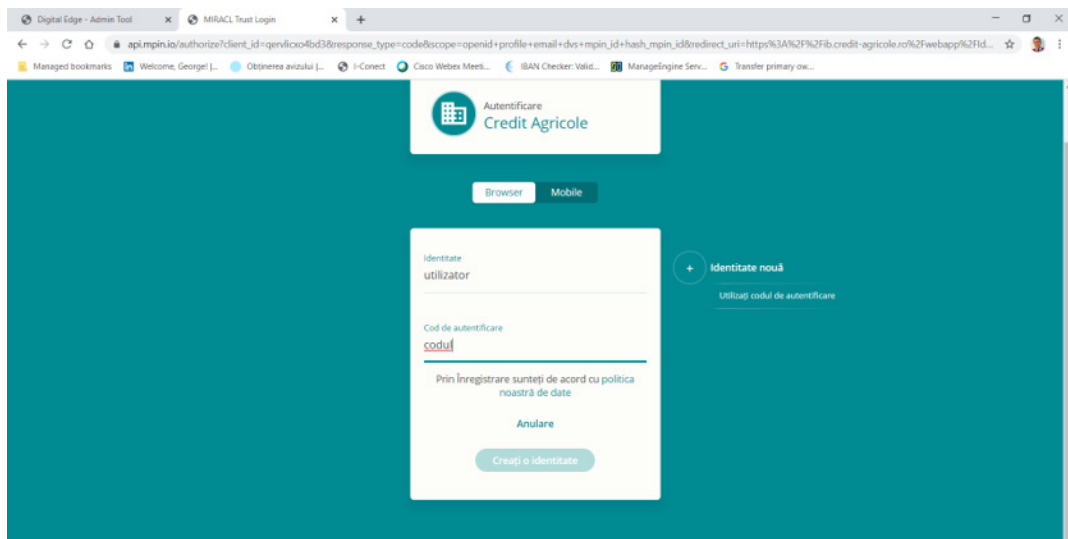 Digital Edge - Admin Tool
MIRACL Trust Login
api.mpin.io/authorize?client_id=qervlicxo4bd3&response_type=code&scope=openid+profile+email+dvs+mpin_id+hash_mpin_id&redirect_uri=https%3A%2F%2Fib.credit-agricole.ro%2Fwebapp%2FId...
Managed bookmarks
Welcome, George! |...
Obținerea avizului |...
I-Conect
Cisco Webex Meeti...
IBAN Checker: Valid...
ManageEngine Serv...
Transfer primary ow...
Autentificare
Credit Agricole
Browser
Mobile
Identitate
utilizator
Cod de autentificare
codul
Prin Înregistrare sunteți de acord cu politica
noastră de date
Anulare
Creați o identitate
Identitate nouă
Utilizați codul de autentificare